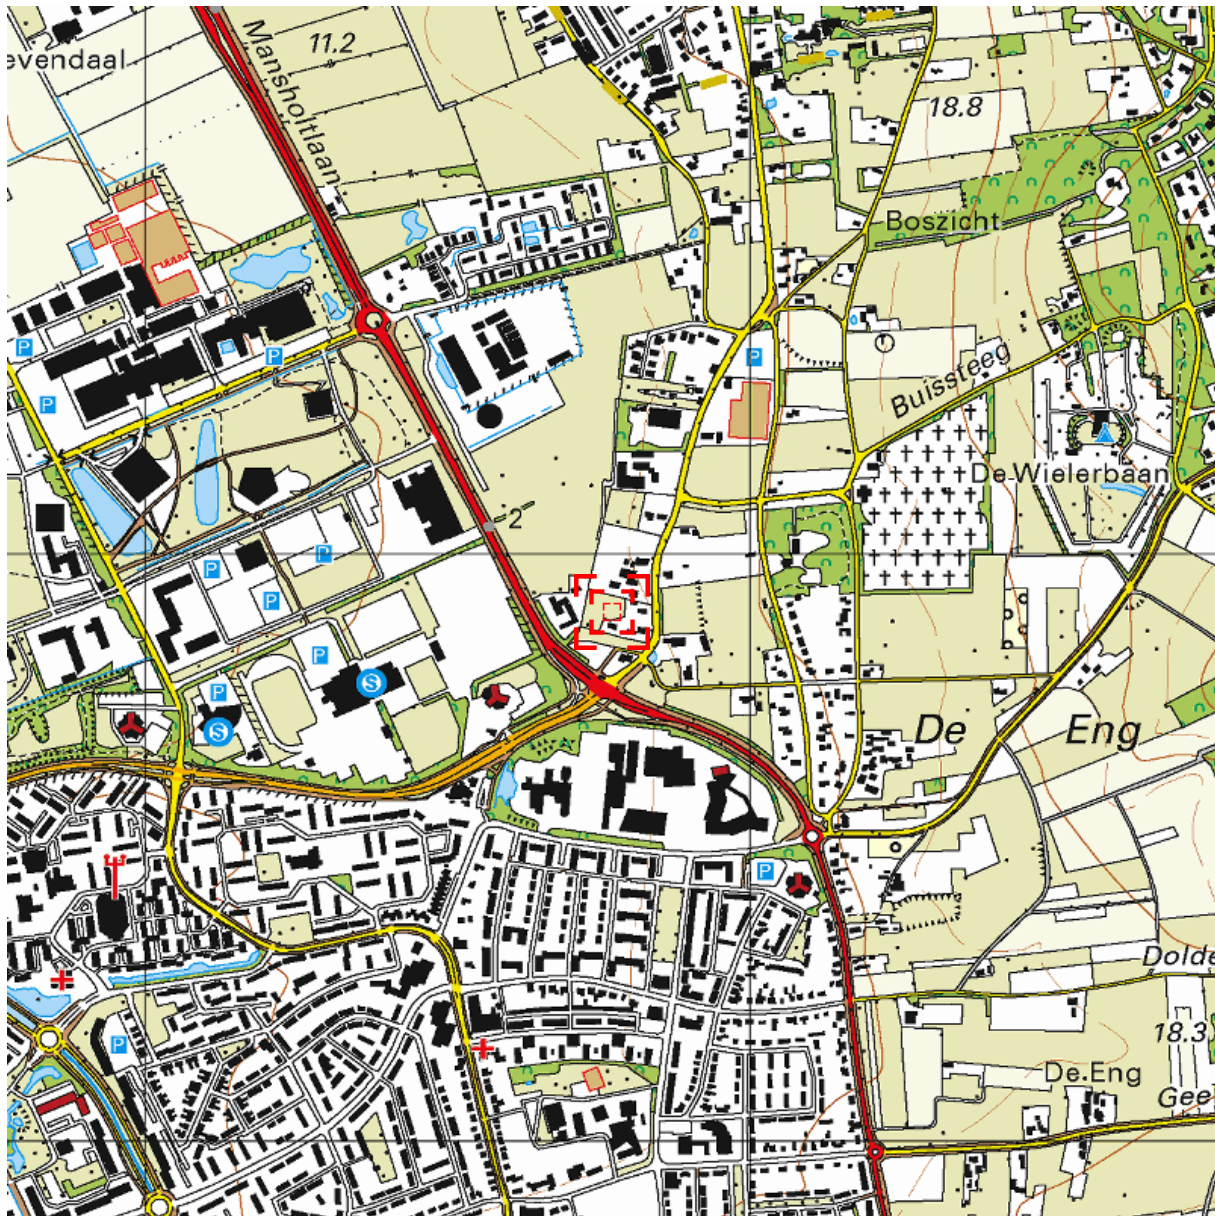 Mansholtlaan
11.2
evendaal
18.8
Boszicht
P
P
P
Buissteeg
P
De Wielerbaan
2
P
P
P
P
S
P
S
De Eng
P
Dolde
18.3
P
De Eng
Gee